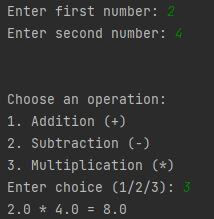 Enter first number: 2
Enter second number: 4
Choose an operation:
1. Addition (+)
2. Subtraction (-)
3. Multiplication (*)
Enter choice (1/2/3): 3
2.0 * 4.0 = 8.0